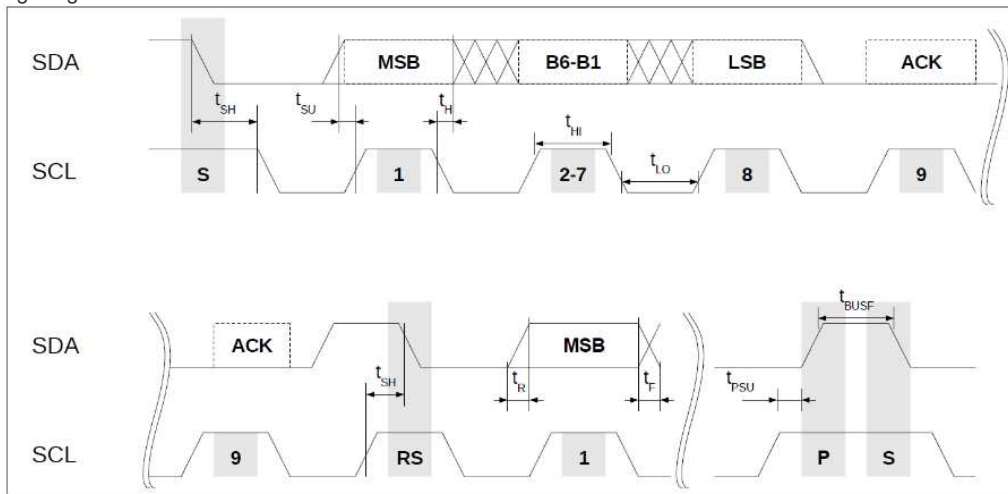 SDA MSB B6-B1 LSB ACK
tSH tSU tH tHI tLO
SCL S 1 2-7 8 9
tBUSF
SDA ACK MSB
tSH tR tF tPSU
SCL 9 RS 1 P S